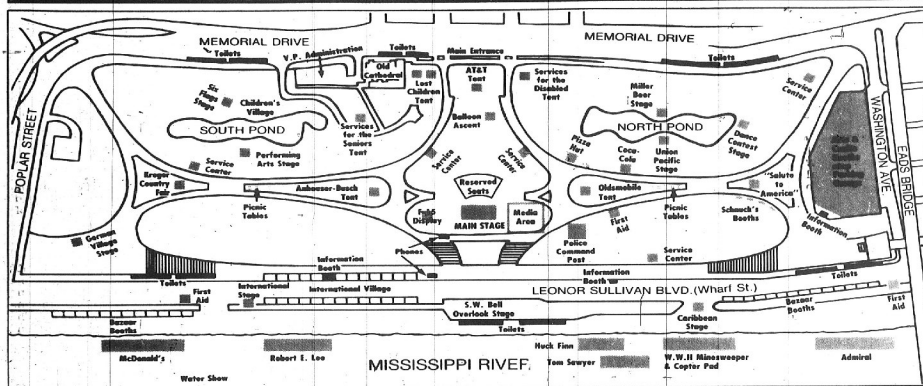 MEMORIAL DRIVE
MEMORIAL DRIVE
Toilets
V.P. Administration
Old
Cathedral
Toilets
Main Entrance
Toilets
AT&T
Tent
Lost
Children
Tent
Services
for the
Disabled
Tent
Service
Center
Six
Flags
Stage
Children's
Village
Miller
Beer
Stage
Balloon
Ascent
SOUTH POND
Services
for the
Seniors
Tent
NORTH POND
Dance
Contest
Stage
POPLAR STREET
WASHINGTON AVE.
EADS BRIDGE
Performing
Arts Stage
Service
Center
Service
Center
Service
Center
Pizza
Hut
Coca-
Cola
Union
Pacific
Stage
Kroger
Country
Fair
Picnic
Tables
Anheuser-Busch
Tent
Reserved
Seats
Oldsmobile
Tent
Picnic
Tables
"Salute
to
America"
Display
MAIN STAGE
Media
Area
First
Aid
Schnuck's
Booths
Information
Booth
German
Village
Stage
Phones
Police
Command
Post
Service
Center
Toilets
Information
Booth
Information
Booth
Toilets
International
Stage
International Village
LEONOR SULLIVAN BLVD. (Wharf St.)
First
Aid
Bazaar
Booths
S.W. Bell
Overlook Stage
Toilets
Caribbean
Stage
Bazaar
Booths
First
Aid
McDonald's
Robert E. Lee
MISSISSIPPI RIVER
Huck Finn
Tom Sawyer
W.W.II Minesweeper
& Copter Pad
Admiral
Water Show